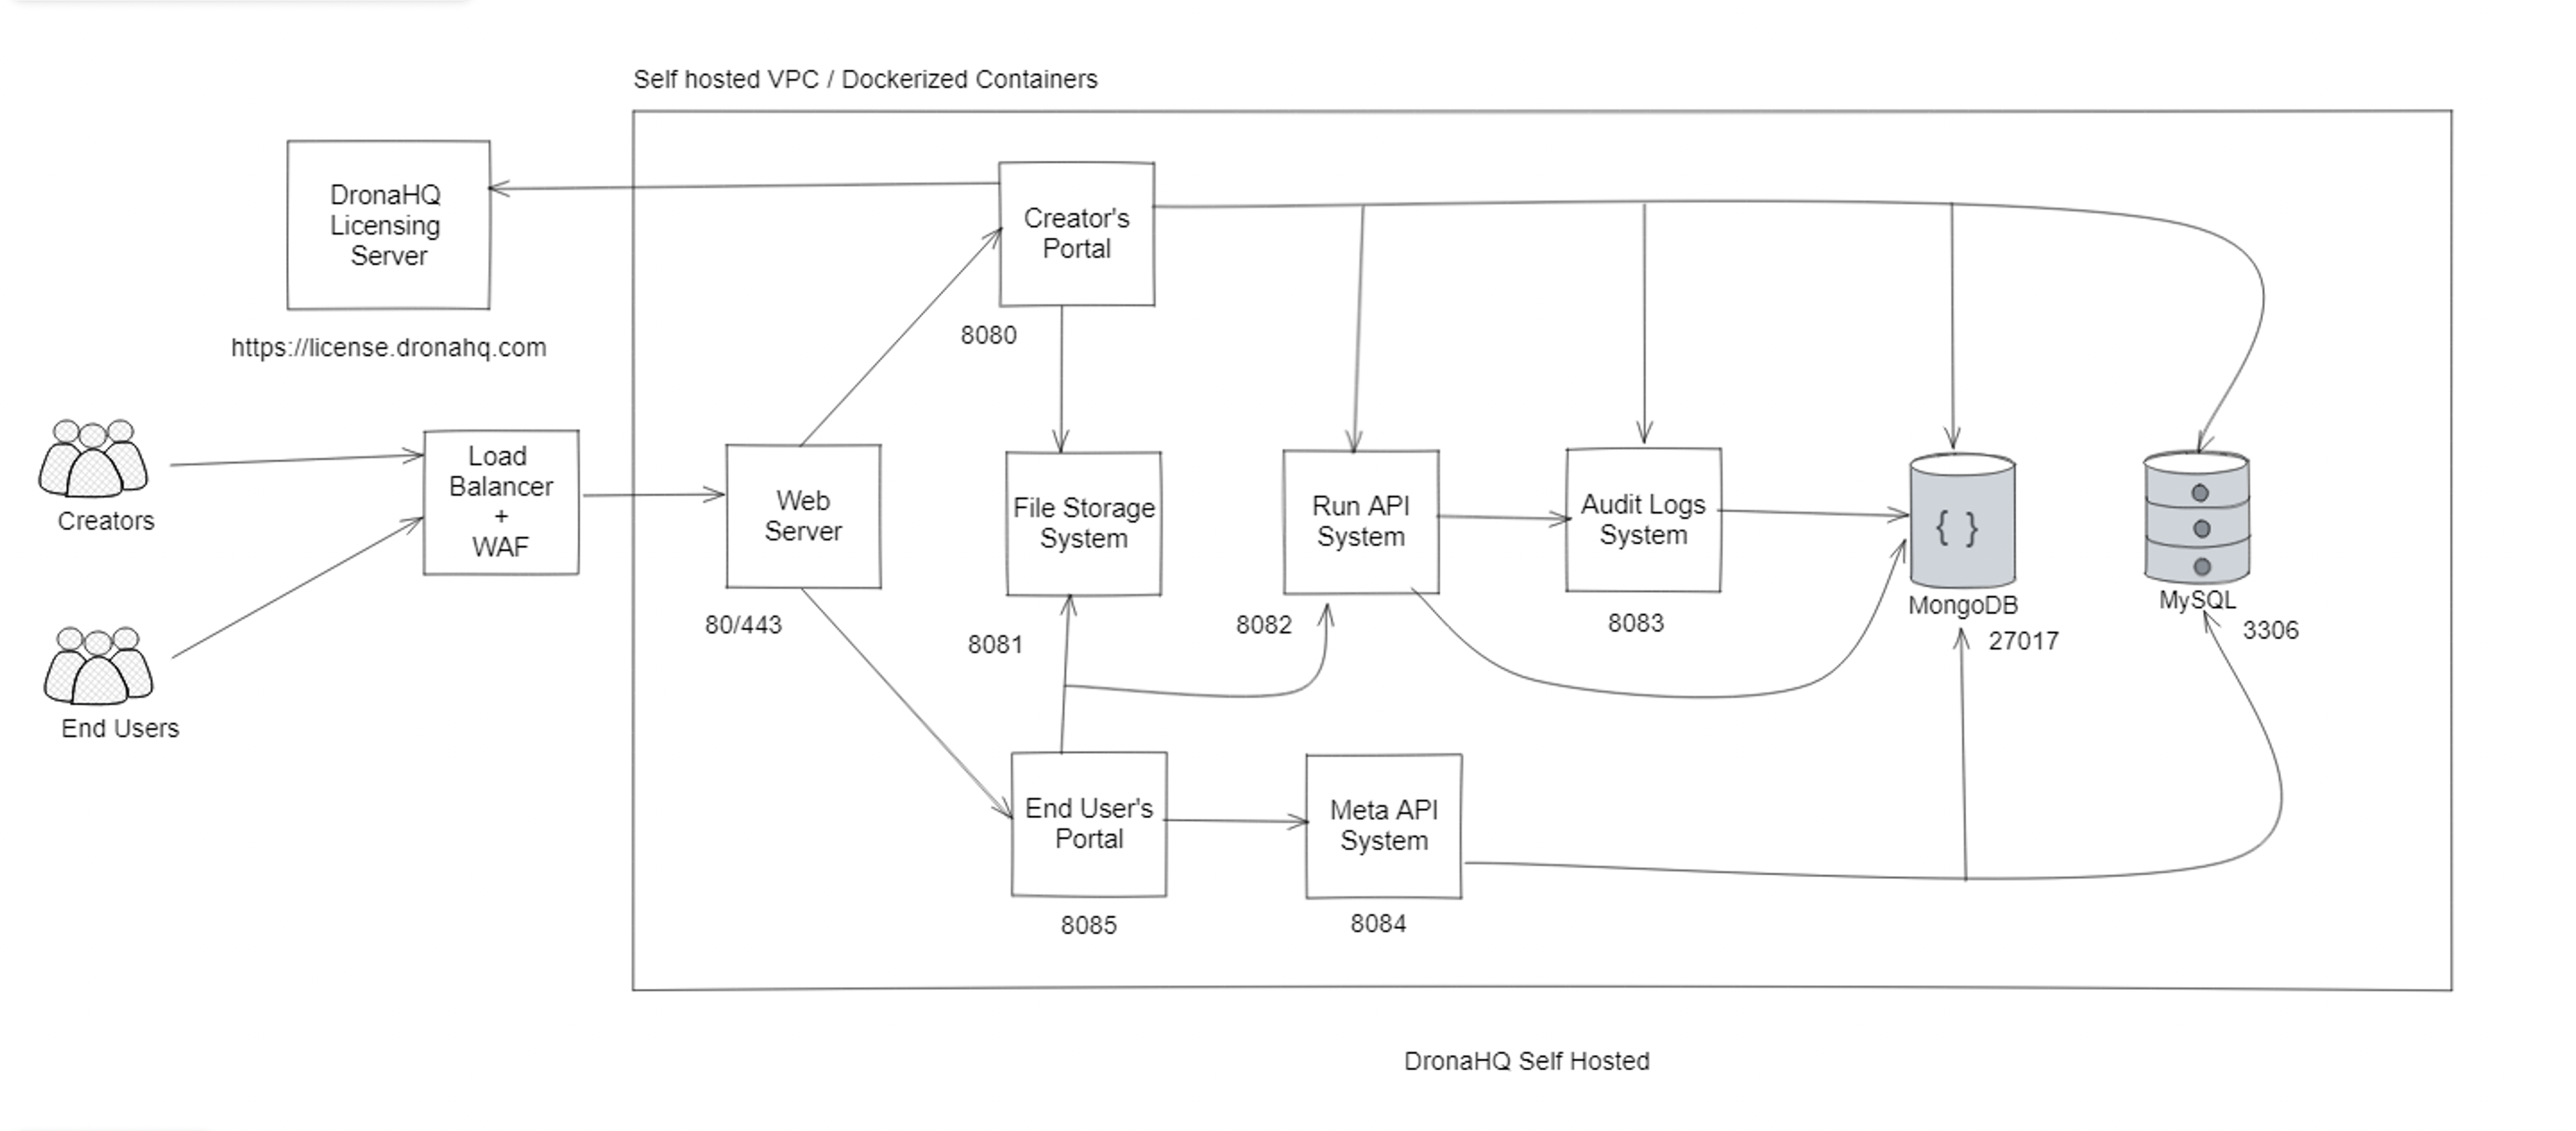 Self hosted VPC / Dockerized Containers
DronaHQ
Licensing
Server
https://license.dronahq.com
Creator's
Portal
8080
Creators
End Users
Load
Balancer
+
WAF
Web
Server
80/443
File Storage
System
8081
Run API
System
8082
Audit Logs
System
8083
{ }
MongoDB
27017
MySQL
3306
End User's
Portal
8085
Meta API
System
8084
DronaHQ Self Hosted